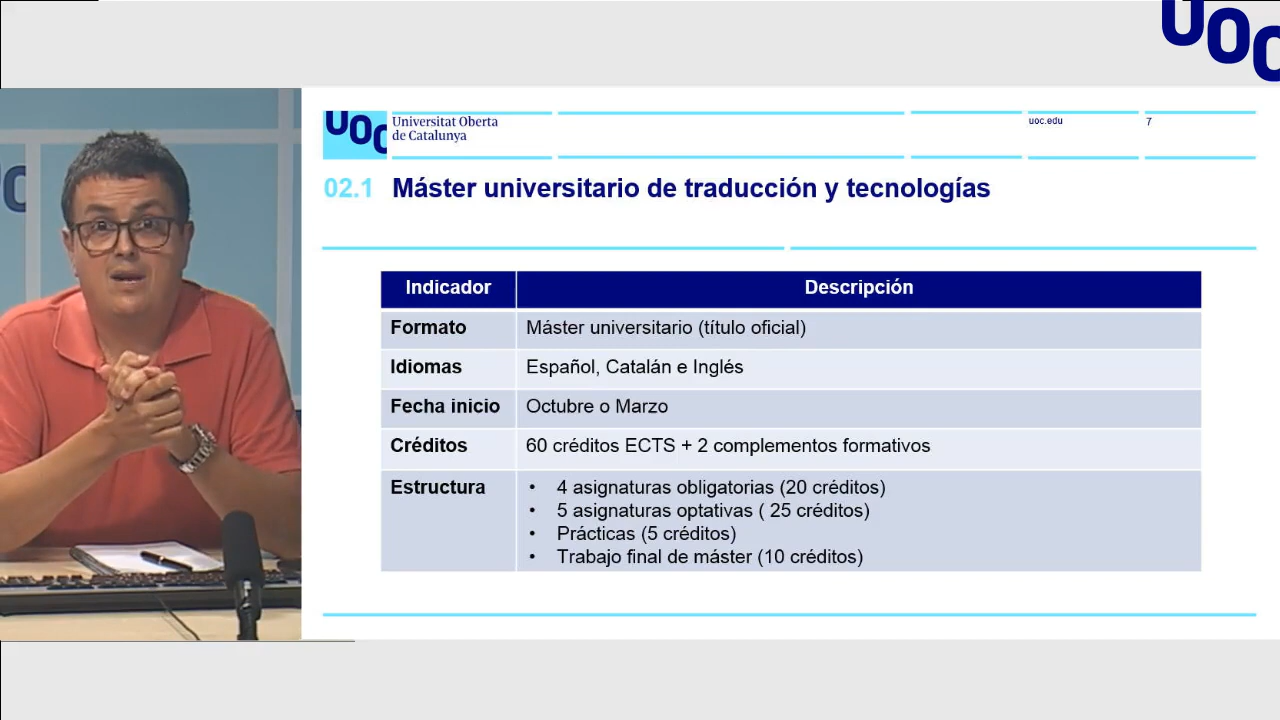 UOC
UOC
Universitat Oberta
de Catalunya
uoc.edu
7
02.1 Máster universitario de traducción y tecnologías
Indicador Descripción
Formato Máster universitario (título oficial)
Idiomas Español, Catalán e Inglés
Fecha inicio Octubre o Marzo
Créditos 60 créditos ECTS + 2 complementos formativos
Estructura • 4 asignaturas obligatorias (20 créditos)
• 5 asignaturas optativas ( 25 créditos)
• Prácticas (5 créditos)
• Trabajo final de máster (10 créditos)